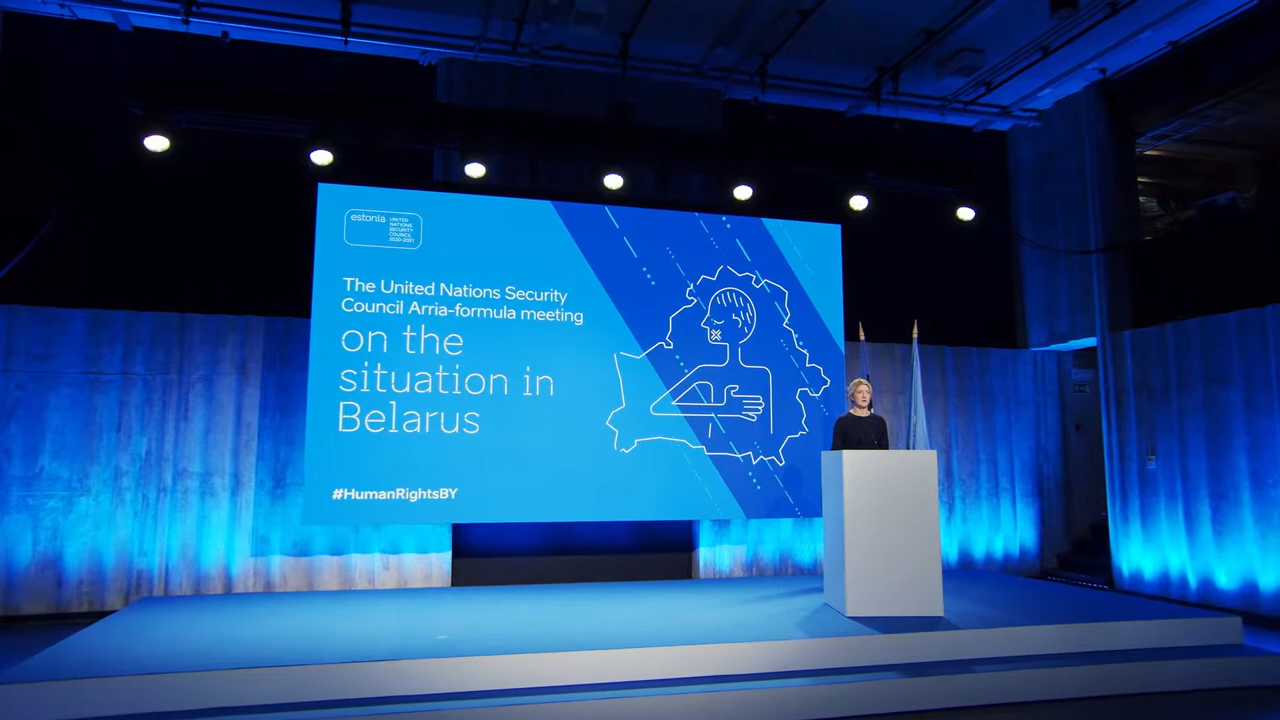 estonia
UNITED
NATIONS
SECURITY
COUNCIL
2020-2021
The United Nations Security
Council Arria-formula meeting
on the
situation in
Belarus
#HumanRightsBY